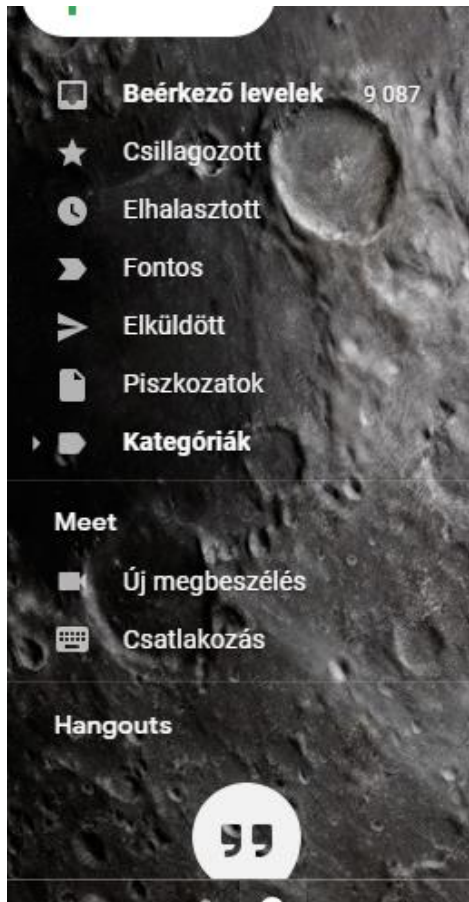 Beérkező levelek 9 087
Csillagozott
Elhalasztott
Fontos
Elküldött
Piszkozatok
Kategóriák
Meet
Új megbeszélés
Csatlakozás
Hangouts